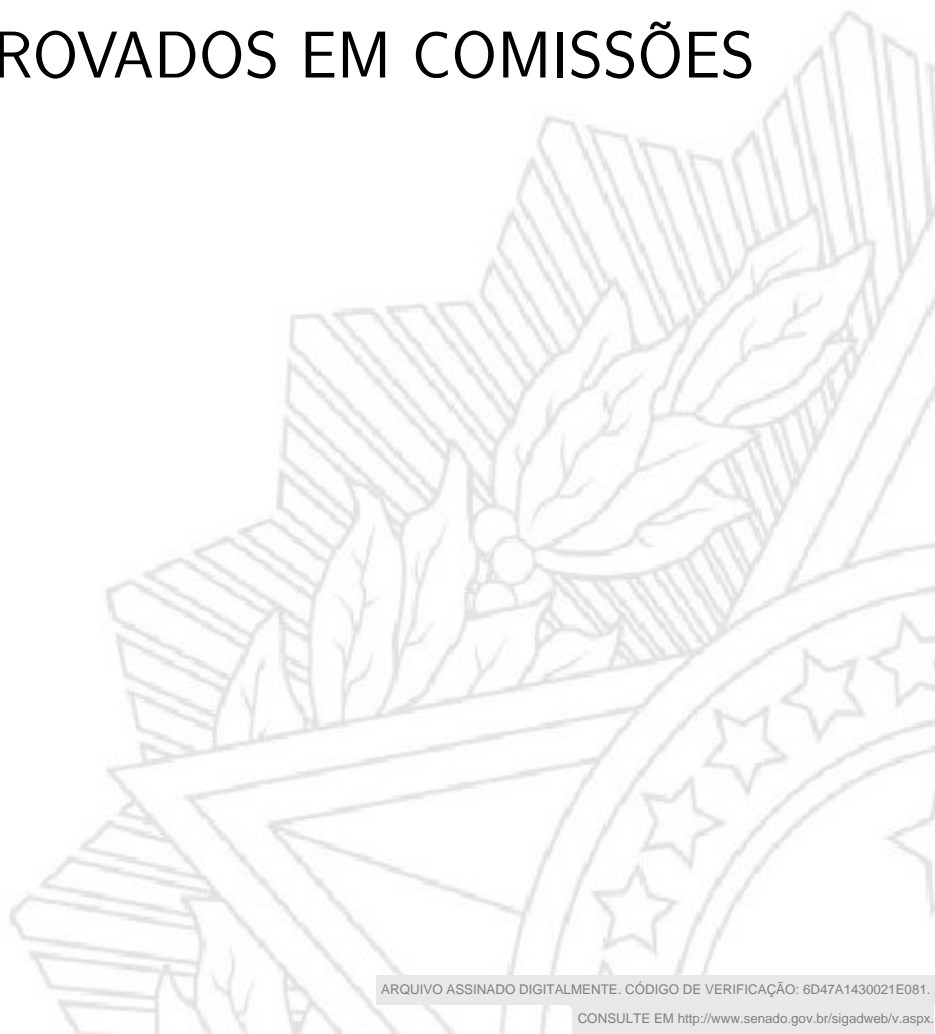 ROVADOS EM COMISSÕES
ARQUIVO ASSINADO DIGITALMENTE. CÓDIGO DE VERIFICAÇÃO: 6D47A1430021E081.
CONSULTE EM http://www.senado.gov.br/sigadweb/v.aspx.